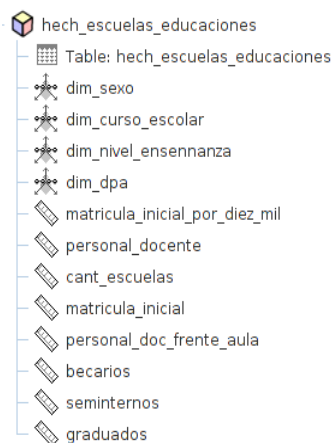 hech_escuelas_educaciones
Table: hech_escuelas_educaciones
dim_sexo
dim_curso_escolar
dim_nivel_ensennanza
dim_dpa
matricula_inicial_por_diez_mil
personal_docente
cant_escuelas
matricula_inicial
personal_doc_frente_aula
becarios
seminternos
graduados